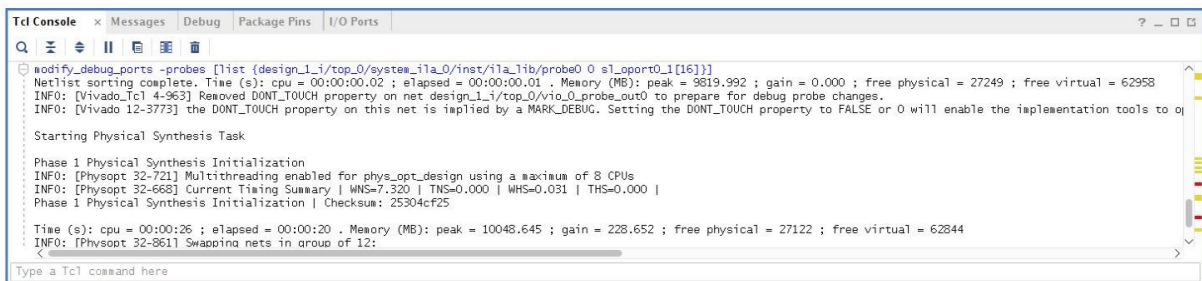 Tcl Console × Messages Debug Package Pins I/O Ports ? _ □
modify_debug_ports -probes [list {design_1_i/top_0/system_ila_0/inst/ila_lib/probe0 0 sl_oport0_1[16]}]
Netlist sorting complete. Time (s): cpu = 00:00:00.02 ; elapsed = 00:00:00.01 . Memory (MB): peak = 9819.992 ; gain = 0.000 ; free physical = 27249 ; free virtual = 62958
INFO: [Vivado_Tcl 4-963] Removed DONT_TOUCH property on net design_1_i/top_0/vio_0_probe_out0 to prepare for debug probe changes.
INFO: [Vivado 12-3773] the DONT_TOUCH property on this net is implied by a MARK_DEBUG. Setting the DONT_TOUCH property to FALSE or 0 will enable the implementation tools to op
Starting Physical Synthesis Task
Phase 1 Physical Synthesis Initialization
INFO: [Physopt 32-721] Multithreading enabled for phys_opt_design using a maximum of 8 CPUs
INFO: [Physopt 32-668] Current Timing Summary | WNS=7.320 | TNS=0.000 | WHS=0.031 | THS=0.000 |
Phase 1 Physical Synthesis Initialization | Checksum: 25304cf25
Time (s): cpu = 00:00:26 ; elapsed = 00:00:20 . Memory (MB): peak = 10048.645 ; gain = 228.652 ; free physical = 27122 ; free virtual = 62844
INFO: [Physopt 32-861] Swapping nets in group of 12:
Type a Tcl command here